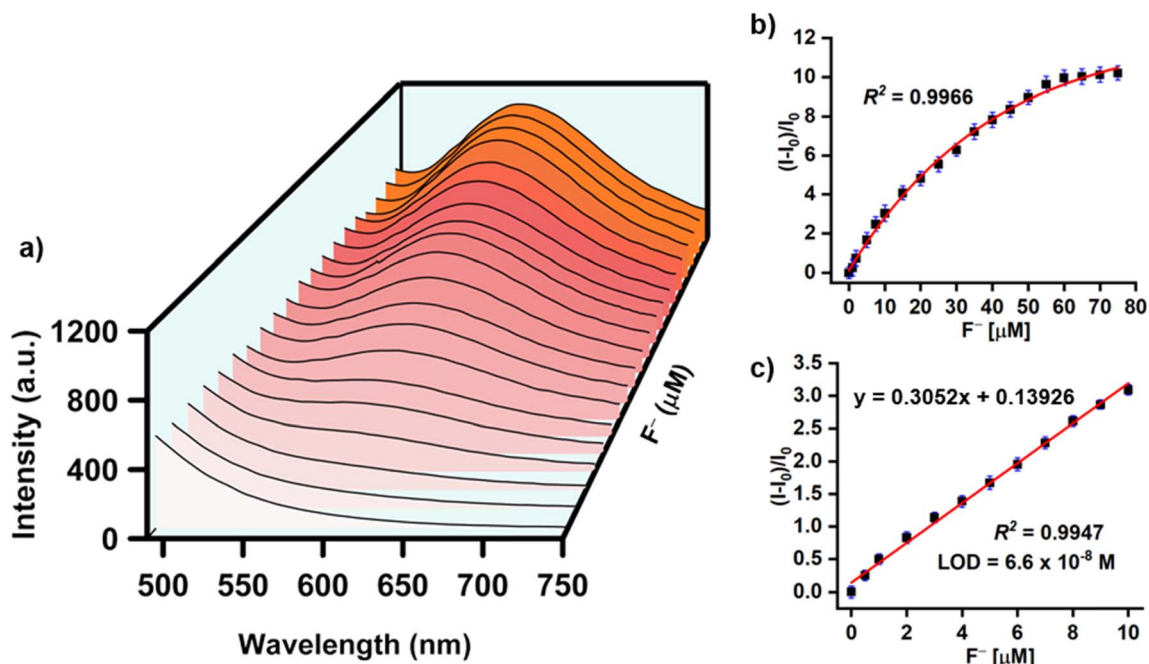 a)
Intensity (a.u.)
1200
800
400
0
500 550 600 650 700 750
Wavelength (nm)
F⁻ (μM)
b)
(I-I₀)/I₀
12
10
8
6
4
2
0
R² = 0.9966
0 10 20 30 40 50 60 70 80
F⁻ [μM]
c)
(I-I₀)/I₀
3.5
3.0
2.5
2.0
1.5
1.0
0.5
0.0
y = 0.3052x + 0.13926
R² = 0.9947
LOD = 6.6 x 10⁻⁸ M
0 2 4 6 8 10
F⁻ [μM]